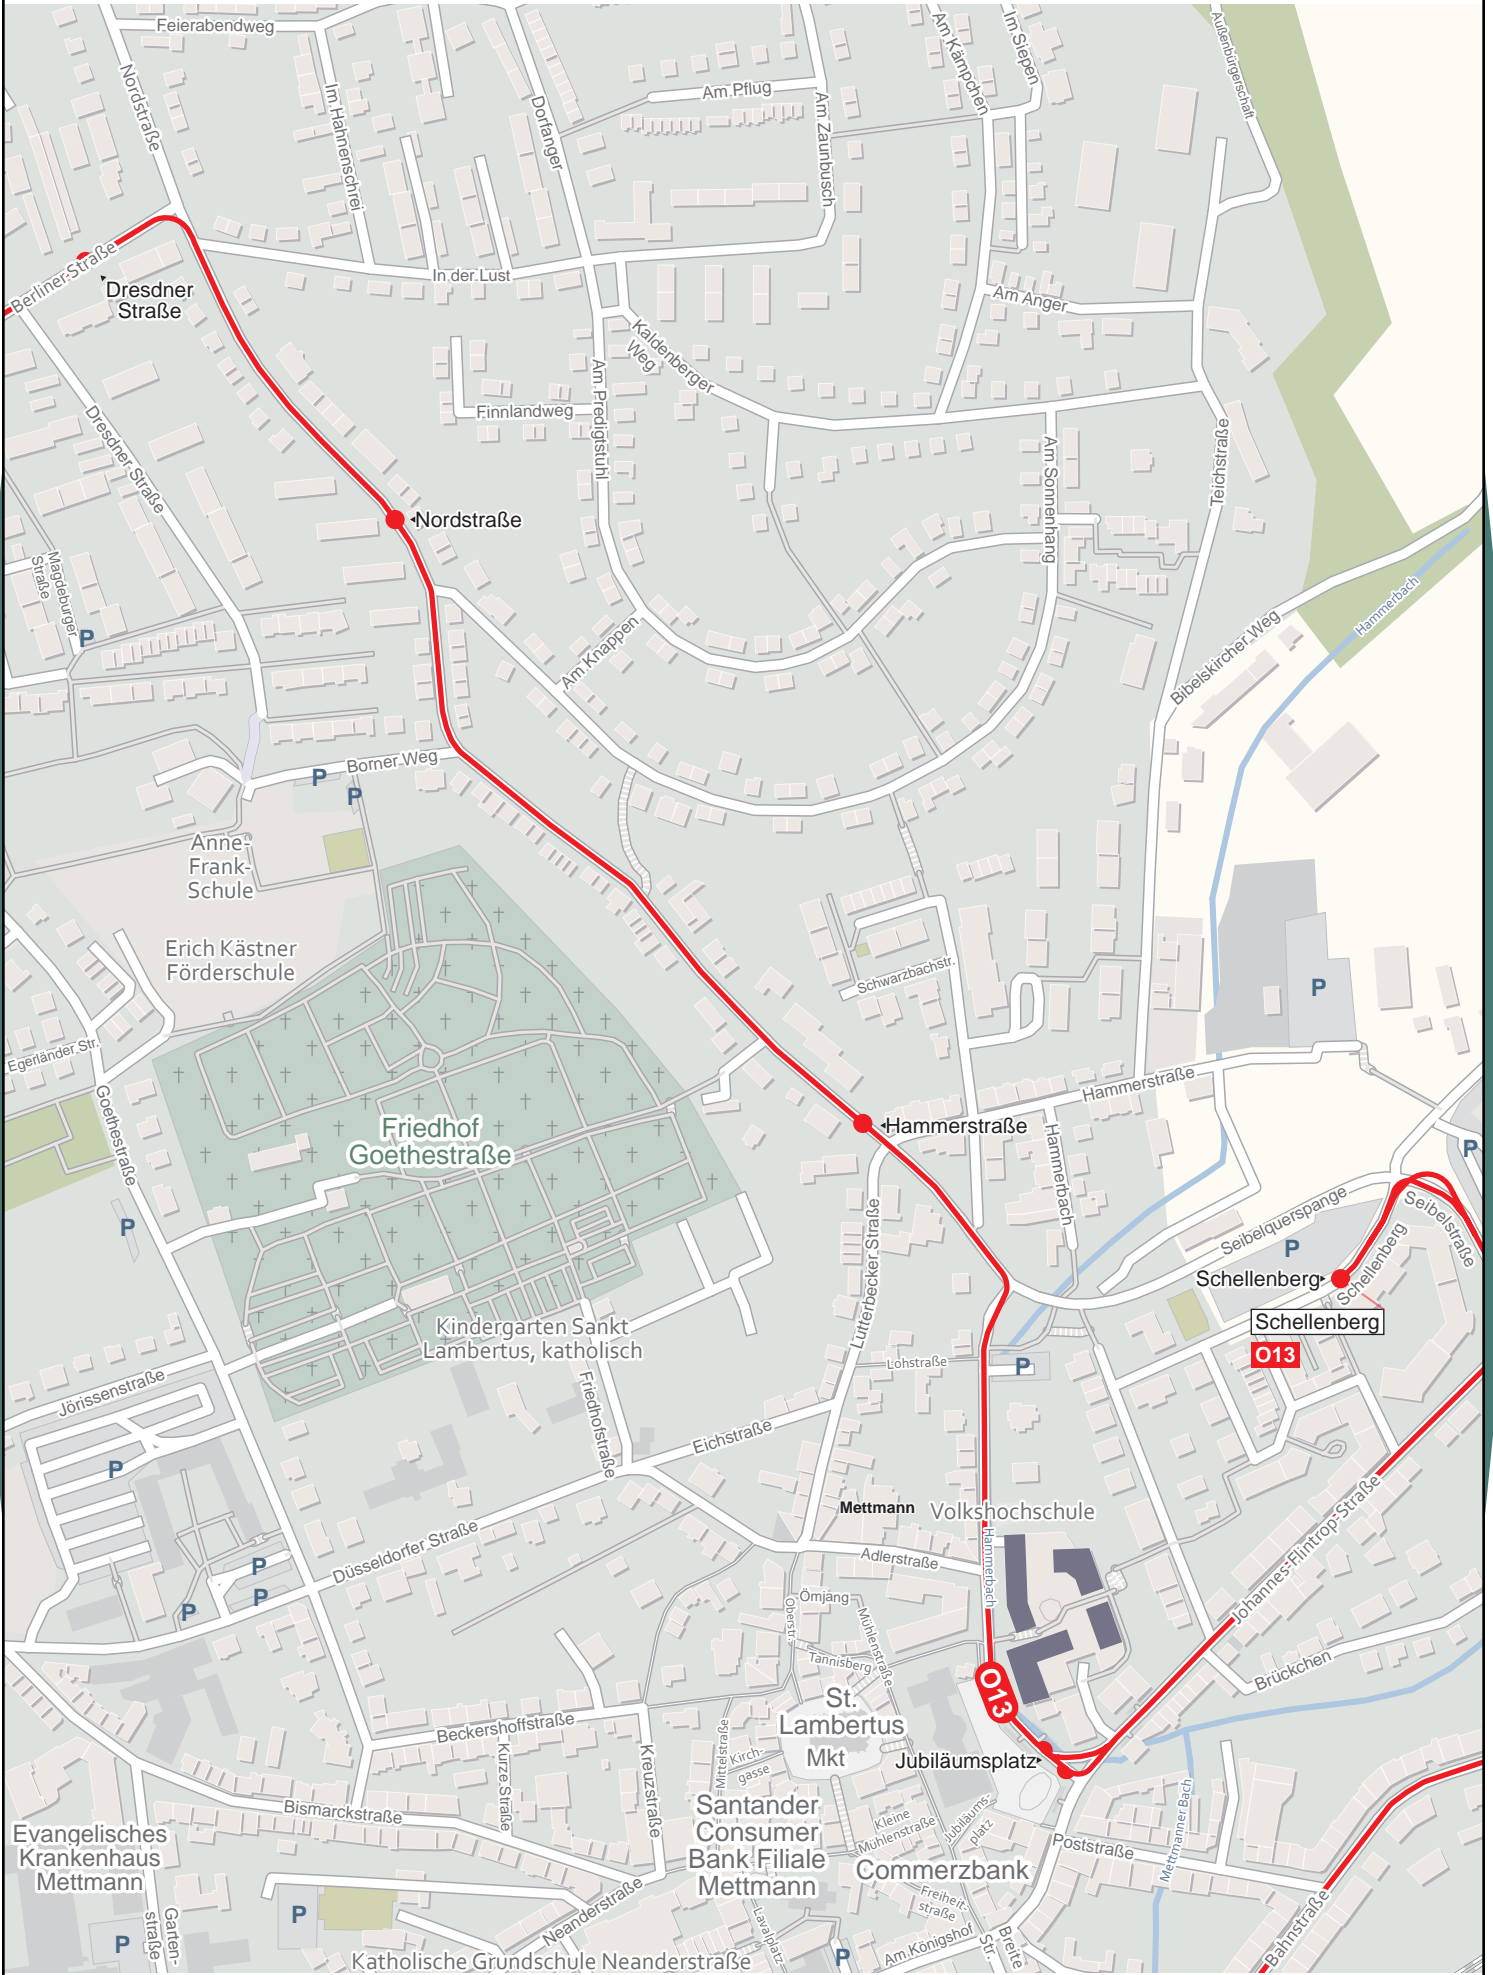 Feierabendweg
Nordstraße
Im Hahnenschrei
Dorfanger
Am Pflug
Am Zaunbusch
Am Kämpchen
Im Siepen
Außenbürgerschaft
Berliner Straße
Dresdner
Straße
In der Lust
Am Anger
Kaldenberger
Weg
Finnlandweg
Am Predigtstuhl
Dresdner Straße
Nordstraße
Am Sonnenhang
Teichstraße
Magdeburger
Straße
P
Am Knappen
Bibelskircher Weg
Hammerbach
Borner Weg
P
P
Anne-
Frank-
Schule
Erich Kästner
Förderschule
Schwarzbachstr.
P
Egerländer Str.
Goethestraße
Hammerstraße
Friedhof
Goethestraße
Hammerstraße
Hammerbach
P
P
Lutterbecker Straße
Seibelquerspange
P
Seibelstraße
Schellenberg
Schellenberg
Schellenberg
O13
Kindergarten Sankt
Lambertus, katholisch
Lohstraße
P
Jörissenstraße
Friedhofstraße
Eichstraße
P
Mettmann
Volkshochschule
Johannes-Flintrop-Straße
Düsseldorfer Straße
Adlerstraße
Hammerbach
P
P
P
Ömjang
Oberstr.
Mühlenstraße
Tannisberg
Brückchen
O13
St.
Lambertus
Mkt
Beckershoffstraße
Kurze Straße
Kreuzstraße
Mittelstraße
Kirch-
gasse
Jubiläumsplatz
Bismarckstraße
Santander
Consumer
Bank Filiale
Mettmann
Kleine
Mühlenstraße
Jubiläums-
platz
Mettmanner Bach
Poststraße
Commerzbank
Evangelisches
Krankenhaus
Mettmann
Freiheit-
straße
Neanderstraße
Lavalplatz
Breite
Str.
Am Königshof
Bahnstraße
P
P
P
Garten-
straße
Katholische Grundschule Neanderstraße